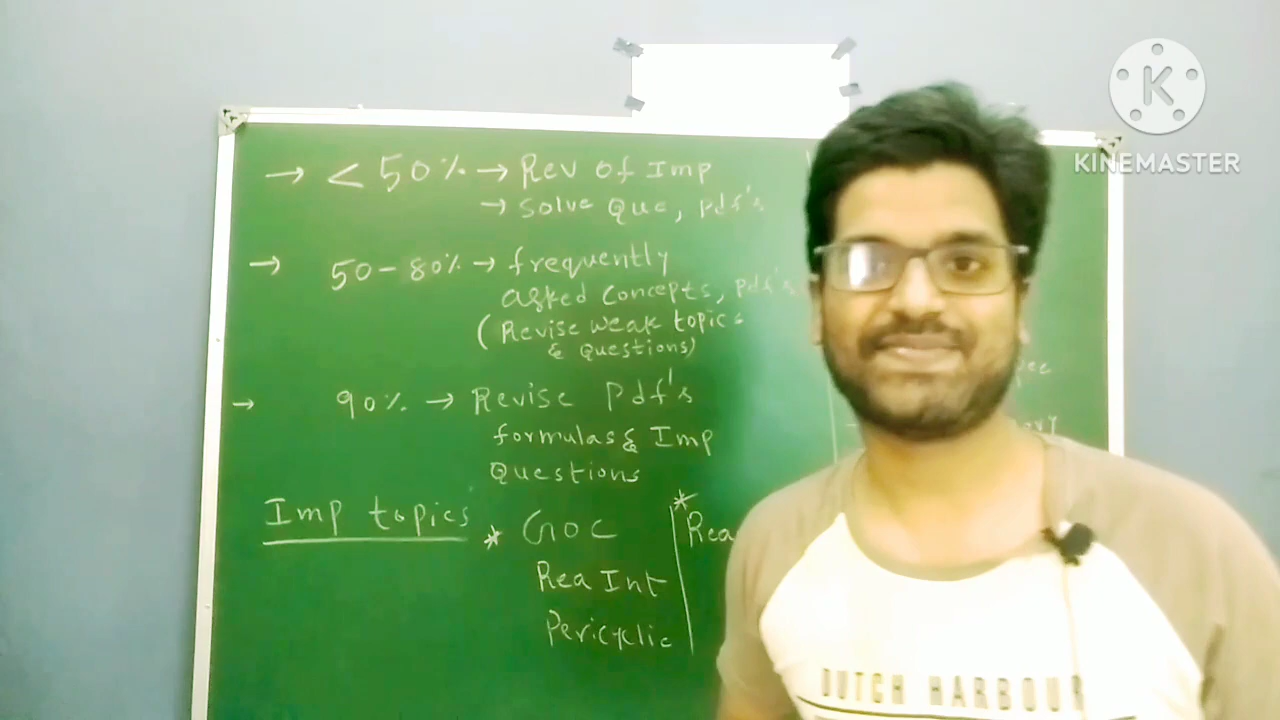 → < 50% → Rev of Imp
→ Solve Que, Pdf's
→ 50-80% → frequently
asked concepts, Pdf's
(Revise weak topics
& questions)
→ 90% → Revise Pdf's
formulas & Imp
Questions
Imp topics * GOC
Rea Int
Pericyclic
*
Rea
KINEMASTER
DUTCH HARBOUR